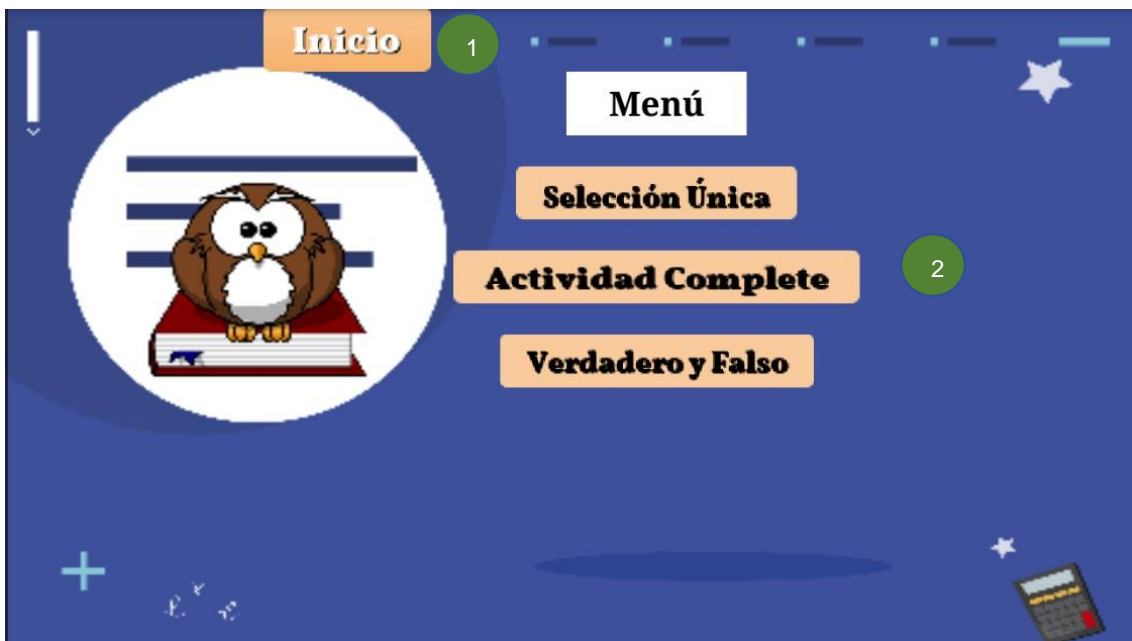 Inicio
1
Menú
Selección Única
Actividad Complete
2
Verdadero y Falso